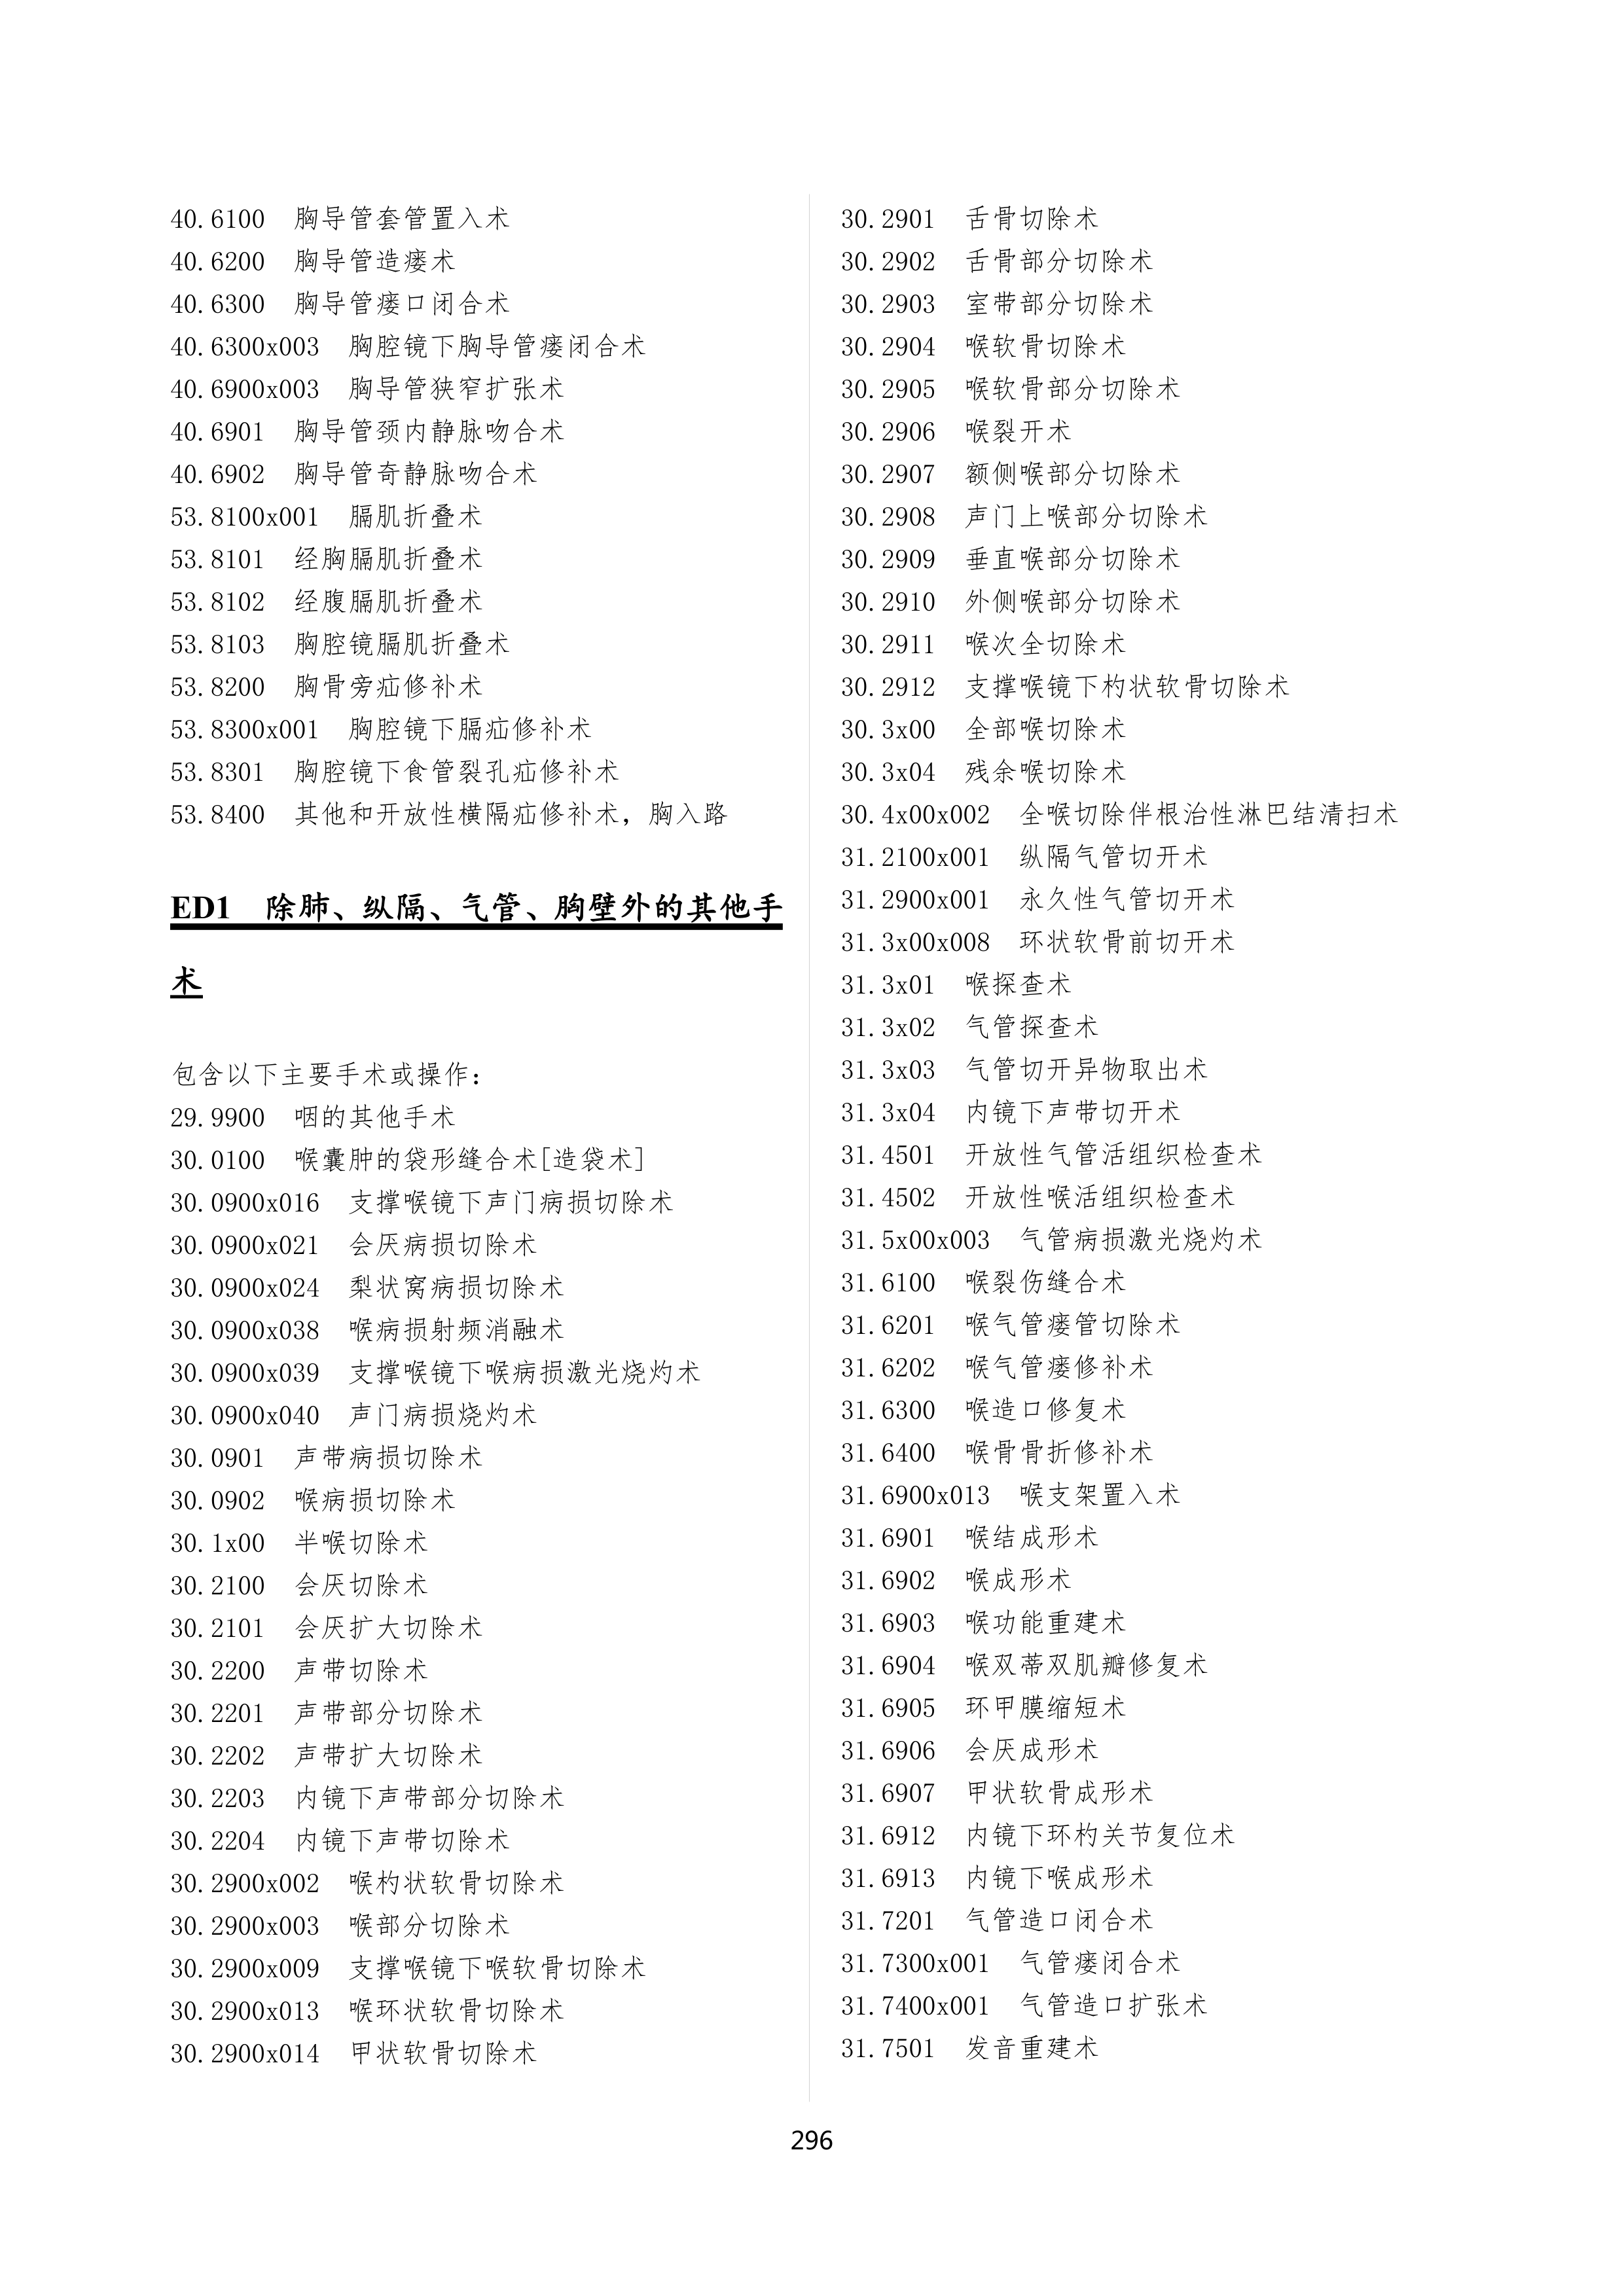 40.6100　胸导管套管置入术
40.6200　胸导管造瘘术
40.6300　胸导管瘘口闭合术
40.6300x003　胸腔镜下胸导管瘘闭合术
40.6900x003　胸导管狭窄扩张术
40.6901　胸导管颈内静脉吻合术
40.6902　胸导管奇静脉吻合术
53.8100x001　膈肌折叠术
53.8101　经胸膈肌折叠术
53.8102　经腹膈肌折叠术
53.8103　胸腔镜膈肌折叠术
53.8200　胸骨旁疝修补术
53.8300x001　胸腔镜下膈疝修补术
53.8301　胸腔镜下食管裂孔疝修补术
53.8400　其他和开放性横隔疝修补术，胸入路
ED1　除肺、纵隔、气管、胸壁外的其他手
术
包含以下主要手术或操作：
29.9900　咽的其他手术
30.0100　喉囊肿的袋形缝合术[造袋术]
30.0900x016　支撑喉镜下声门病损切除术
30.0900x021　会厌病损切除术
30.0900x024　梨状窝病损切除术
30.0900x038　喉病损射频消融术
30.0900x039　支撑喉镜下喉病损激光烧灼术
30.0900x040　声门病损烧灼术
30.0901　声带病损切除术
30.0902　喉病损切除术
30.1x00　半喉切除术
30.2100　会厌切除术
30.2101　会厌扩大切除术
30.2200　声带切除术
30.2201　声带部分切除术
30.2202　声带扩大切除术
30.2203　内镜下声带部分切除术
30.2204　内镜下声带切除术
30.2900x002　喉杓状软骨切除术
30.2900x003　喉部分切除术
30.2900x009　支撑喉镜下喉软骨切除术
30.2900x013　喉环状软骨切除术
30.2900x014　甲状软骨切除术
30.2901　舌骨切除术
30.2902　舌骨部分切除术
30.2903　室带部分切除术
30.2904　喉软骨切除术
30.2905　喉软骨部分切除术
30.2906　喉裂开术
30.2907　额侧喉部分切除术
30.2908　声门上喉部分切除术
30.2909　垂直喉部分切除术
30.2910　外侧喉部分切除术
30.2911　喉次全切除术
30.2912　支撑喉镜下杓状软骨切除术
30.3x00　全部喉切除术
30.3x04　残余喉切除术
30.4x00x002　全喉切除伴根治性淋巴结清扫术
31.2100x001　纵隔气管切开术
31.2900x001　永久性气管切开术
31.3x00x008　环状软骨前切开术
31.3x01　喉探查术
31.3x02　气管探查术
31.3x03　气管切开异物取出术
31.3x04　内镜下声带切开术
31.4501　开放性气管活组织检查术
31.4502　开放性喉活组织检查术
31.5x00x003　气管病损激光烧灼术
31.6100　喉裂伤缝合术
31.6201　喉气管瘘管切除术
31.6202　喉气管瘘修补术
31.6300　喉造口修复术
31.6400　喉骨骨折修补术
31.6900x013　喉支架置入术
31.6901　喉结成形术
31.6902　喉成形术
31.6903　喉功能重建术
31.6904　喉双蒂双肌瓣修复术
31.6905　环甲膜缩短术
31.6906　会厌成形术
31.6907　甲状软骨成形术
31.6912　内镜下环杓关节复位术
31.6913　内镜下喉成形术
31.7201　气管造口闭合术
31.7300x001　气管瘘闭合术
31.7400x001　气管造口扩张术
31.7501　发音重建术
296